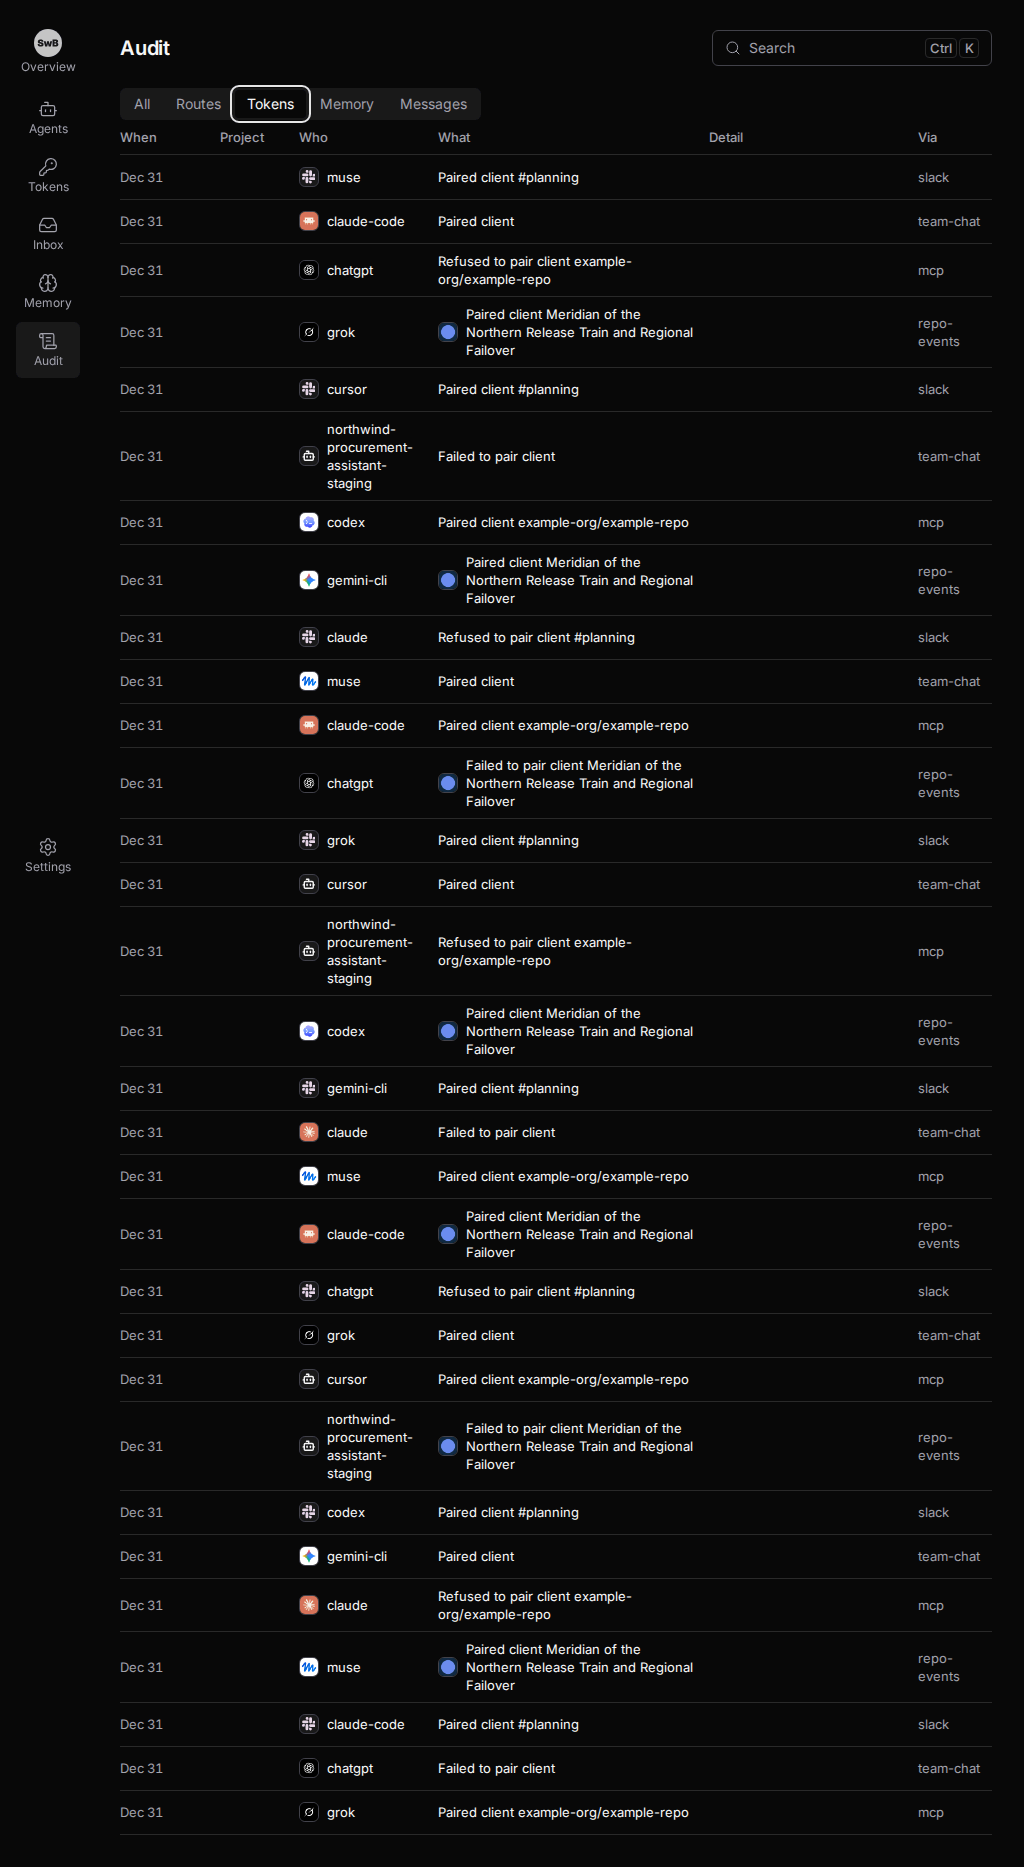 SwB
Overview
Agents
Tokens
Inbox
Memory
Audit
Settings
Audit
Search Ctrl K
All Routes Tokens Memory Messages
When Project Who What Detail Via
Dec 31 muse Paired client #planning slack
Dec 31 claude-code Paired client team-chat
Dec 31 chatgpt Refused to pair client example-
org/example-repo mcp
Dec 31 grok Paired client Meridian of the
Northern Release Train and Regional
Failover repo-
events
Dec 31 cursor Paired client #planning slack
Dec 31 northwind-
procurement-
assistant-
staging Failed to pair client team-chat
Dec 31 codex Paired client example-org/example-repo mcp
Dec 31 gemini-cli Paired client Meridian of the
Northern Release Train and Regional
Failover repo-
events
Dec 31 claude Refused to pair client #planning slack
Dec 31 muse Paired client team-chat
Dec 31 claude-code Paired client example-org/example-repo mcp
Dec 31 chatgpt Failed to pair client Meridian of the
Northern Release Train and Regional
Failover repo-
events
Dec 31 grok Paired client #planning slack
Dec 31 cursor Paired client team-chat
Dec 31 northwind-
procurement-
assistant-
staging Refused to pair client example-
org/example-repo mcp
Dec 31 codex Paired client Meridian of the
Northern Release Train and Regional
Failover repo-
events
Dec 31 gemini-cli Paired client #planning slack
Dec 31 claude Failed to pair client team-chat
Dec 31 muse Paired client example-org/example-repo mcp
Dec 31 claude-code Paired client Meridian of the
Northern Release Train and Regional
Failover repo-
events
Dec 31 chatgpt Refused to pair client #planning slack
Dec 31 grok Paired client team-chat
Dec 31 cursor Paired client example-org/example-repo mcp
Dec 31 northwind-
procurement-
assistant-
staging Failed to pair client Meridian of the
Northern Release Train and Regional
Failover repo-
events
Dec 31 codex Paired client #planning slack
Dec 31 gemini-cli Paired client team-chat
Dec 31 claude Refused to pair client example-
org/example-repo mcp
Dec 31 muse Paired client Meridian of the
Northern Release Train and Regional
Failover repo-
events
Dec 31 claude-code Paired client #planning slack
Dec 31 chatgpt Failed to pair client team-chat
Dec 31 grok Paired client example-org/example-repo mcp